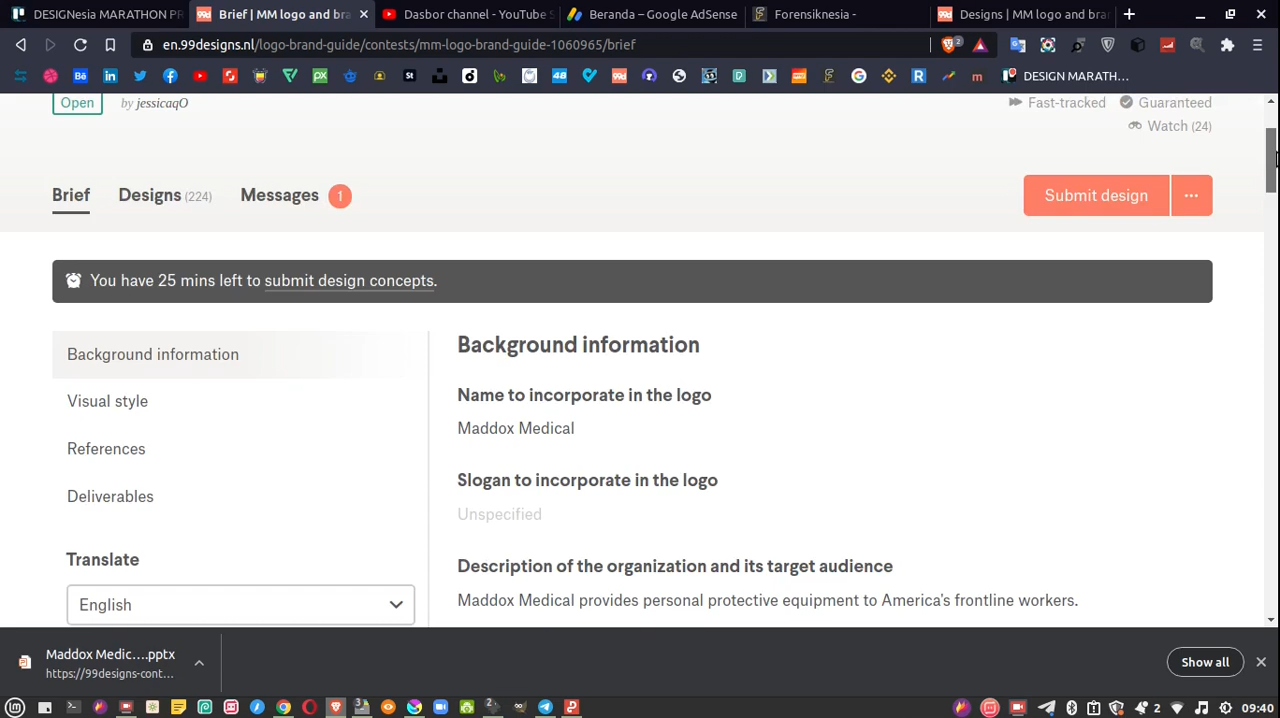 DESIGNesia MARATHON PR
Brief | MM logo and bra
Dasbor channel - YouTube S
Beranda – Google AdSense
Forensiknesia -
Designs | MM logo and bran
en.99designs.nl/logo-brand-guide/contests/mm-logo-brand-guide-1060965/brief
DESIGN MARATH...
Open
by jessicaqO
Fast-tracked
Guaranteed
Watch (24)
Brief
Designs (224)
Messages 1
Submit design
You have 25 mins left to submit design concepts.
Background information
Visual style
References
Deliverables
Translate
English
Background information
Name to incorporate in the logo
Maddox Medical
Slogan to incorporate in the logo
Unspecified
Description of the organization and its target audience
Maddox Medical provides personal protective equipment to America's frontline workers.
Maddox Medic....pptx
https://99designs-cont...
Show all
2
09:40